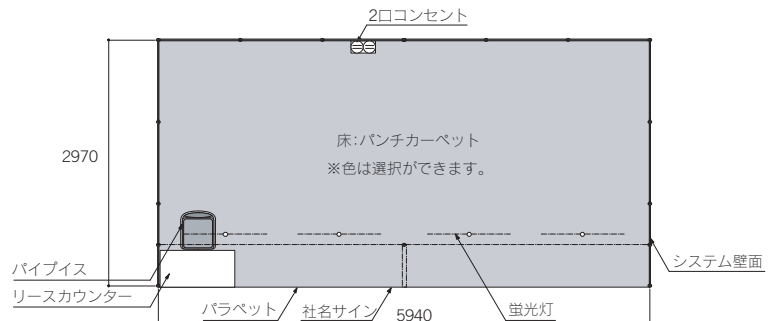 2口コンセント
2970
床:パンチカーペット
※色は選択ができます。
パイプイス
リースカウンター
パラペット
社名サイン
5940
蛍光灯
システム壁面